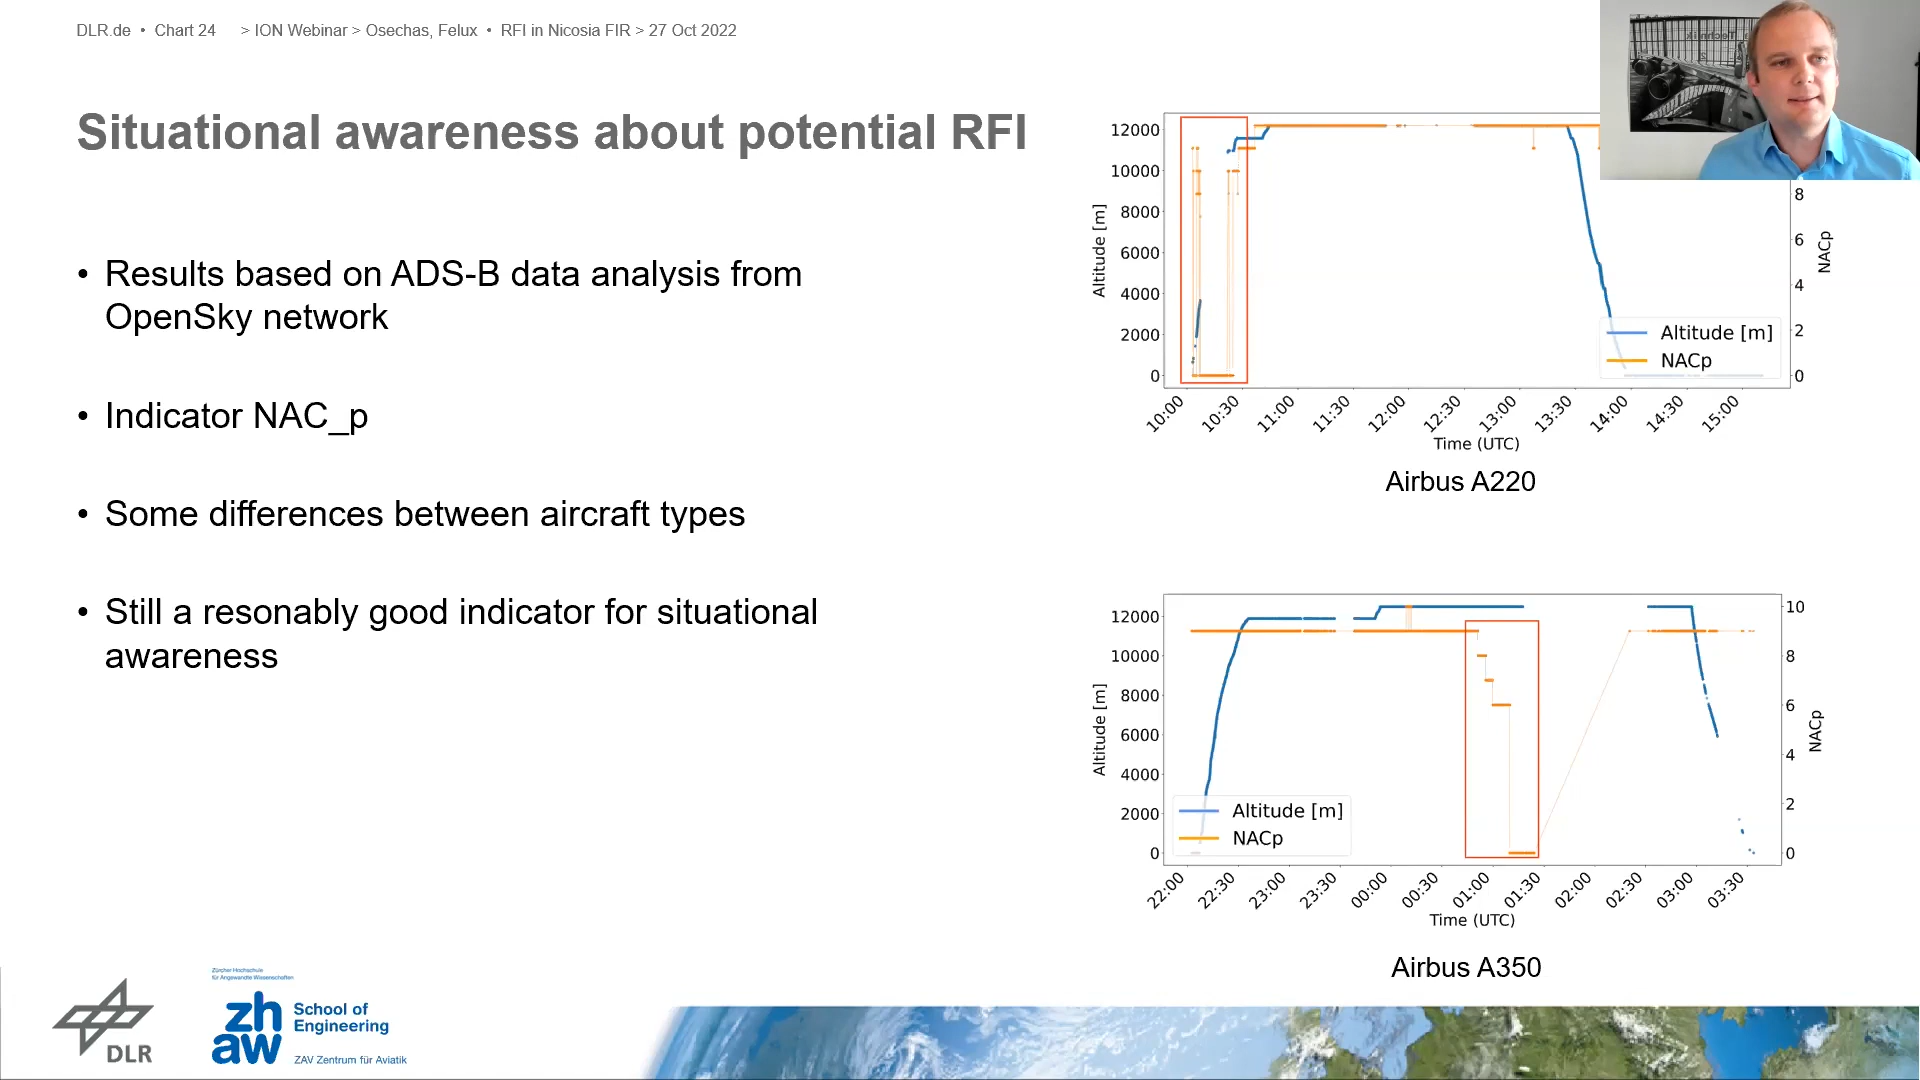 DLR.de • Chart 24 > ION Webinar > Osechas, Felux • RFI in Nicosia FIR > 27 Oct 2022
Situational awareness about potential RFI
• Results based on ADS-B data analysis from
OpenSky network
• Indicator NAC_p
• Some differences between aircraft types
• Still a resonably good indicator for situational
awareness
12000
10000
8000
6000
4000
2000
0
Altitude [m]
8
6
4
2
0
NACp
Altitude [m]
NACp
10:00 10:30 11:00 11:30 12:00 12:30 13:00 13:30 14:00 14:30 15:00
Time (UTC)
Airbus A220
12000
10000
8000
6000
4000
2000
0
Altitude [m]
10
8
6
4
2
0
NACp
Altitude [m]
NACp
22:00 22:30 23:00 23:30 00:00 00:30 01:00 01:30 02:00 02:30 03:00 03:30
Time (UTC)
Airbus A350
DLR
Zürcher Hochschule
für Angewandte Wissenschaften
zh
aw
School of
Engineering
ZAV Zentrum für Aviatik